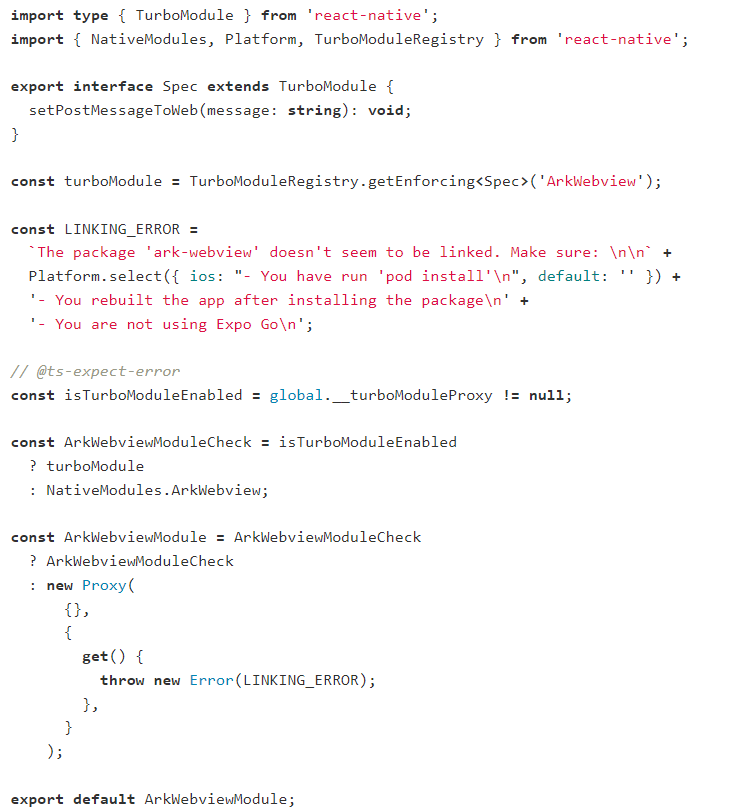 import type { TurboModule } from 'react-native';
import { NativeModules, Platform, TurboModuleRegistry } from 'react-native';

export interface Spec extends TurboModule {
  setPostMessageToWeb(message: string): void;
}

const turboModule = TurboModuleRegistry.getEnforcing<Spec>('ArkWebview');

const LINKING_ERROR =
  `The package 'ark-webview' doesn't seem to be linked. Make sure: \n\n` +
  Platform.select({ ios: "- You have run 'pod install'\n", default: '' }) +
  '- You rebuilt the app after installing the package\n' +
  '- You are not using Expo Go\n';

// @ts-expect-error
const isTurboModuleEnabled = global.__turboModuleProxy != null;

const ArkWebviewModuleCheck = isTurboModuleEnabled
  ? turboModule
  : NativeModules.ArkWebview;

const ArkWebviewModule = ArkWebviewModuleCheck
  ? ArkWebviewModuleCheck
  : new Proxy(
      {},
      {
        get() {
          throw new Error(LINKING_ERROR);
        },
      }
    );

export default ArkWebviewModule;